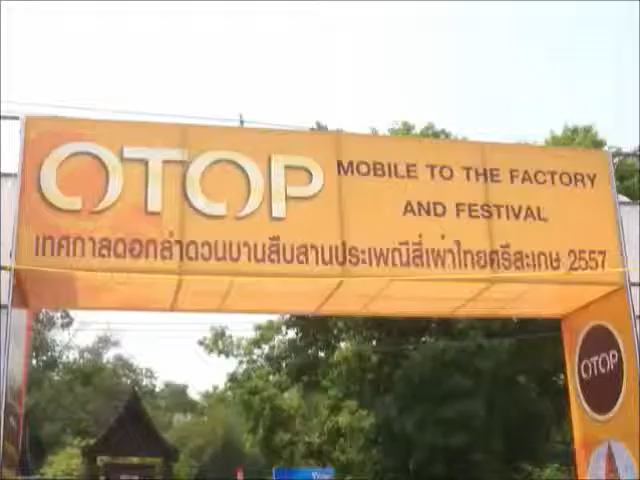 OTOP MOBILE TO THE FACTORY
AND FESTIVAL
เทศกาลดอกลำดวนบานสืบสานประเพณีสี่เผ่าไทยศรีสะเกษ 2557
OTOP